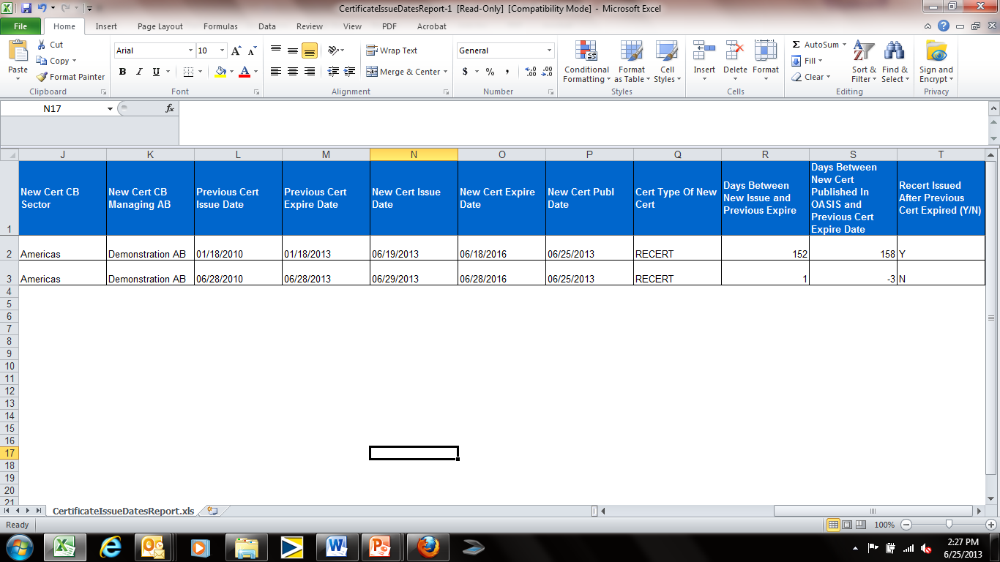 CertificateIssueDatesReport-1 [Read-Only] [Compatibility Mode] - Microsoft Excel
File Home Insert Page Layout Formulas Data Review View PDF Acrobat
Paste
Cut
Copy
Format Painter
Clipboard
Arial 10
B I U
Font
Wrap Text
Merge & Center
Alignment
General
$ % ,
Number
Conditional Formatting
Format as Table
Cell Styles
Styles
Insert Delete Format
Cells
Σ AutoSum
Fill
Clear
Sort & Filter
Find & Select
Editing
Sign and Encrypt
Privacy
N17 fx
J K L M N O P Q R S T
1
New Cert CB Sector
New Cert CB Managing AB
Previous Cert Issue Date
Previous Cert Expire Date
New Cert Issue Date
New Cert Expire Date
New Cert Publ Date
Cert Type Of New Cert
Days Between New Issue and Previous Expire
Days Between New Cert Published In OASIS and Previous Cert Expire Date
Recert Issued After Previous Cert Expired (Y/N)
2 Americas Demonstration AB 01/18/2010 01/18/2013 06/19/2013 06/18/2016 06/25/2013 RECERT 152 158 Y
3 Americas Demonstration AB 06/28/2010 06/28/2013 06/29/2013 06/28/2016 06/25/2013 RECERT 1 -3 N
4
5
6
7
8
9
10
11
12
13
14
15
16
17
18
19
20
21
CertificateIssueDatesReport.xls
Ready 100%
2:27 PM
6/25/2013